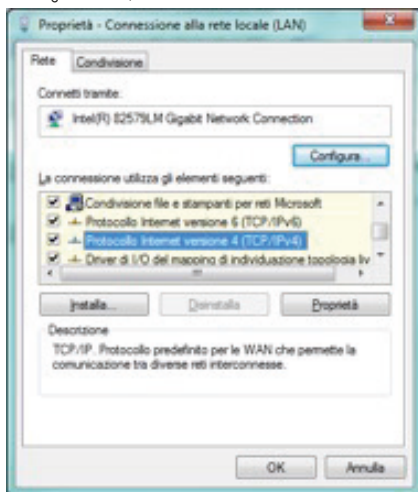 Proprietà - Connessione alla rete locale (LAN)
Rete Condivisione
Connetti tramite:
Intel(R) 82579LM Gigabit Network Connection
Configura...
La connessione utilizza gli elementi seguenti:
Condivisione file e stampanti per reti Microsoft
Protocollo Internet versione 6 (TCP/IPv6)
Protocollo Internet versione 4 (TCP/IPv4)
Driver di I/O del mapping di individuazione topologia liv
Installa... Disinstalla Proprietà
Descrizione
TCP/IP. Protocollo predefinito per le WAN che permette la
comunicazione tra diverse reti interconnesse.
OK Annulla